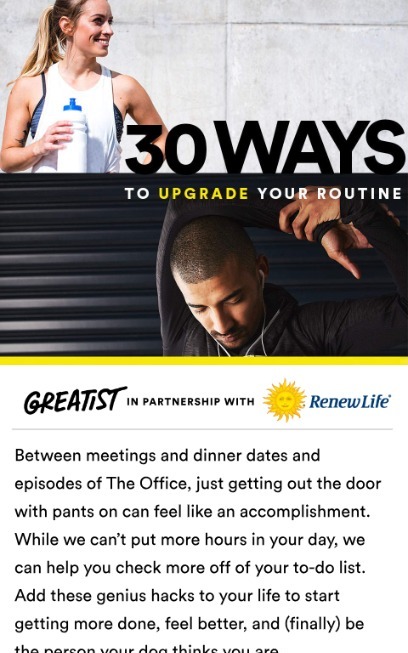 30 WAYS
TO UPGRADE YOUR ROUTINE
GREATIST IN PARTNERSHIP WITH Renew Life®
Between meetings and dinner dates and
episodes of The Office, just getting out the door
with pants on can feel like an accomplishment.
While we can’t put more hours in your day, we
can help you check more off of your to-do list.
Add these genius hacks to your life to start
getting more done, feel better, and (finally) be
the person your dog thinks you are.